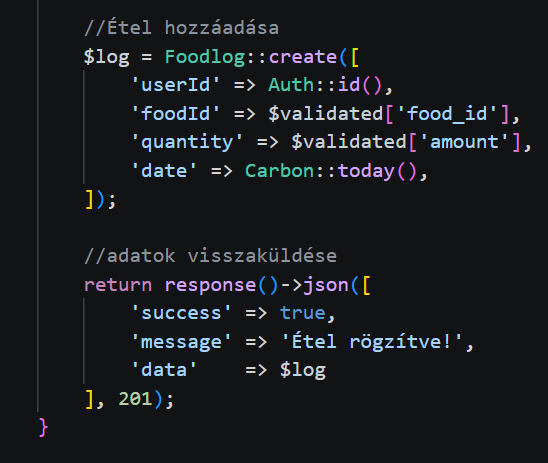 //Étel hozzáadása
$log = Foodlog::create([
'userId' => Auth::id(),
'foodId' => $validated['food_id'],
'quantity' => $validated['amount'],
'date' => Carbon::today(),
]);
//adatok visszaküldése
return response()->json([
'success' => true,
'message' => 'Étel rögzítve!',
'data'    => $log
], 201);
}